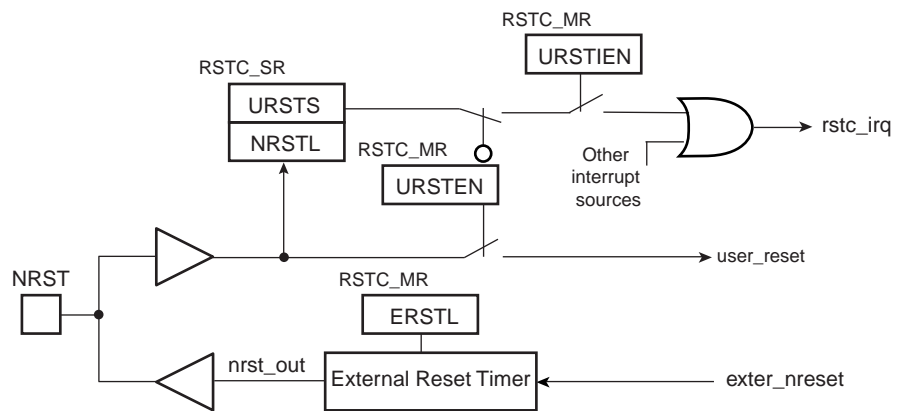 RSTC_MR
URSTIEN
RSTC_SR
URSTS
NRSTL
rstc_irq
Other
interrupt
sources
RSTC_MR
URSTEN
user_reset
NRST
RSTC_MR
ERSTL
nrst_out
External Reset Timer
exter_nreset